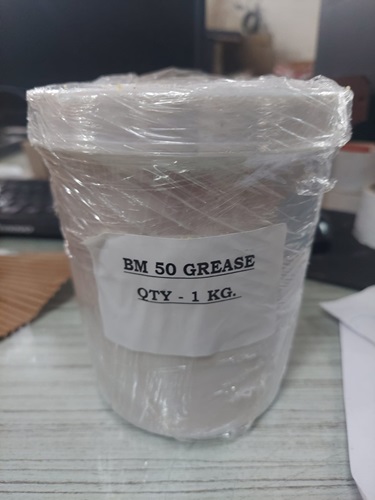 BM 50 GREASE
QTY - 1 KG.